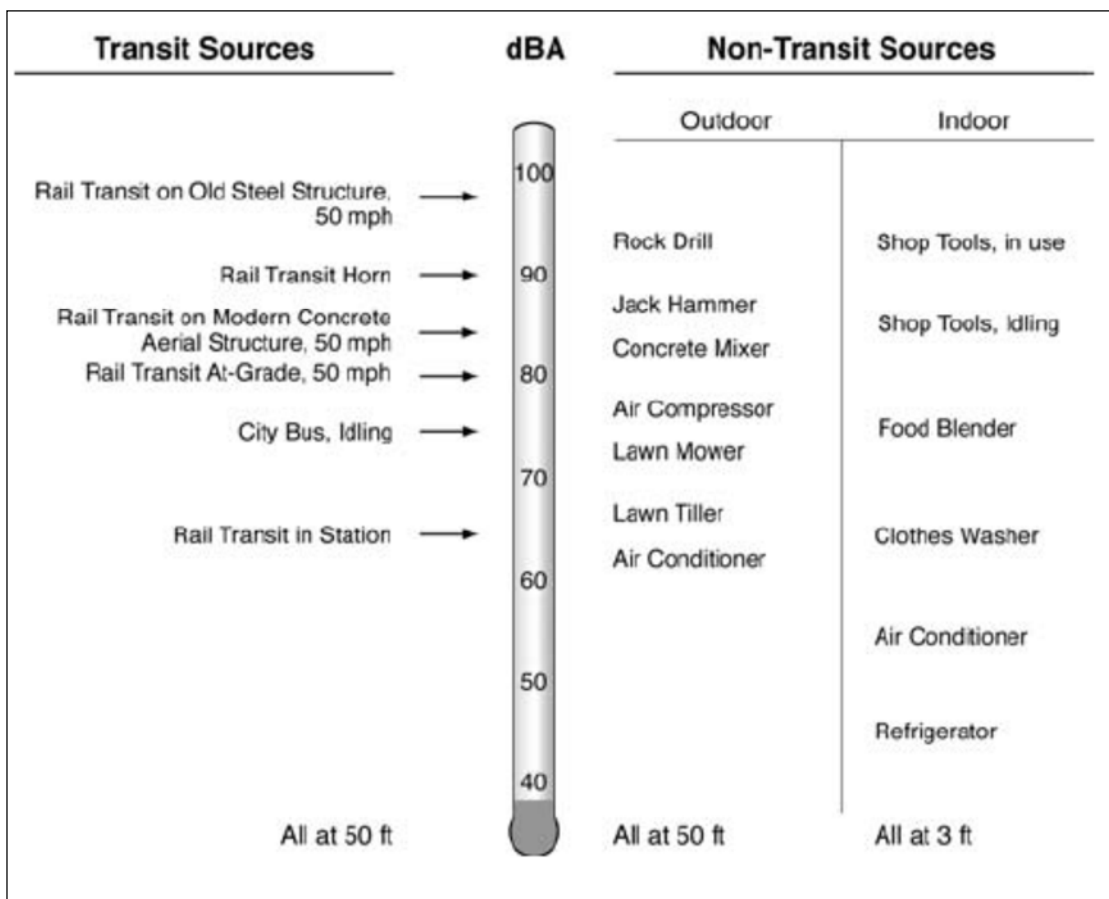 Transit Sources
dBA
Non-Transit Sources
Outdoor
Indoor
100
Rail Transit on Old Steel Structure,
50 mph
Rock Drill
Shop Tools, in use
Rail Transit Horn
90
Jack Hammer
Rail Transit on Modern Concrete
Aerial Structure, 50 mph
Shop Tools, Idling
Concrete Mixer
Rail Transit At-Grade, 50 mph
80
Air Compressor
City Bus, Idling
Food Blender
Lawn Mower
70
Lawn Tiller
Rail Transit in Station
Clothes Washer
Air Conditioner
60
Air Conditioner
50
Refrigerator
40
All at 50 ft
All at 50 ft
All at 3 ft